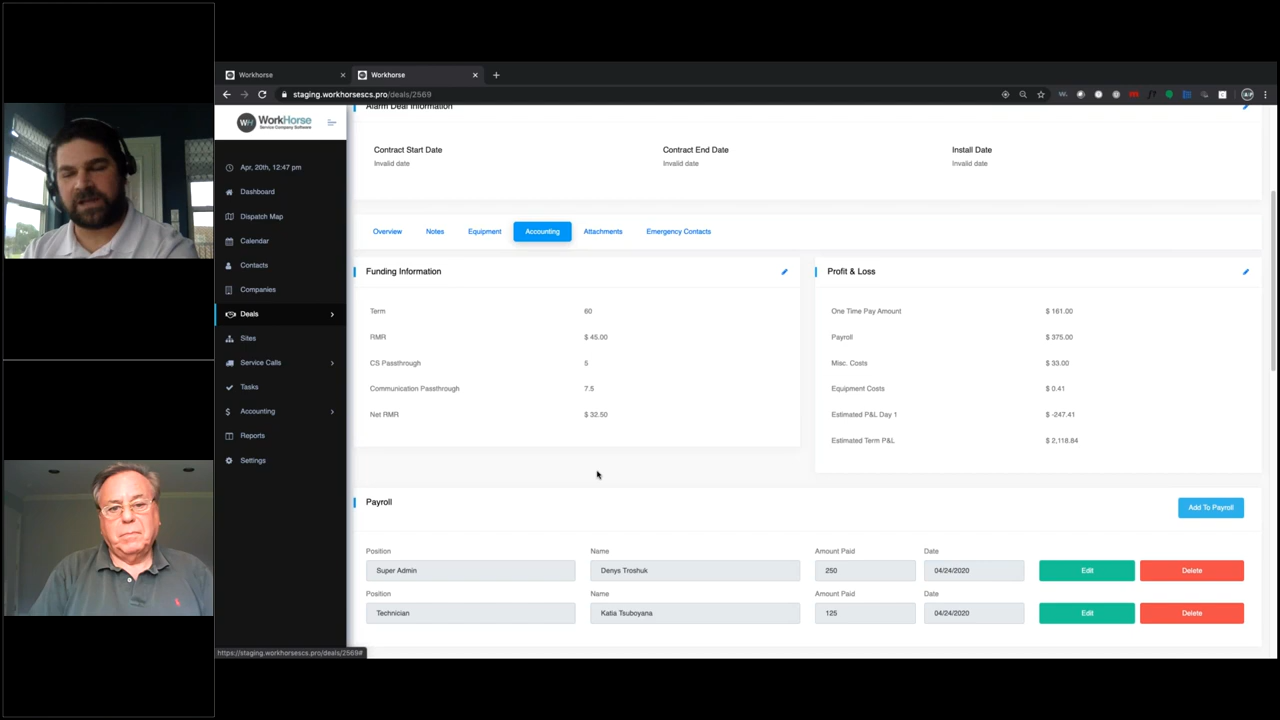 Workhorse
Workhorse
staging.workhorsescs.pro/deals/2569
WH WorkHorse
Service Company Software
Apr, 20th, 12:47 pm
Dashboard
Dispatch Map
Calendar
Contacts
Companies
Deals
Sites
Service Calls
Tasks
Accounting
Reports
Settings
Alarm Deal Information
Contract Start Date Contract End Date Install Date
Invalid date Invalid date Invalid date
Overview Notes Equipment Accounting Attachments Emergency Contacts
Funding Information
Term 60
RMR $ 45.00
CS Passthrough 5
Communication Passthrough 7.5
Net RMR $ 32.50
Profit & Loss
One Time Pay Amount $ 161.00
Payroll $ 375.00
Misc. Costs $ 33.00
Equipment Costs $ 0.41
Estimated P&L Day 1 $ -247.41
Estimated Term P&L $ 2,118.84
Payroll Add To Payroll
Position Name Amount Paid Date
Super Admin Denys Troshuk 250 04/24/2020 Edit Delete
Position Name Amount Paid Date
Technician Katia Tsuboyana 125 04/24/2020 Edit Delete
https://staging.workhorsescs.pro/deals/2569#